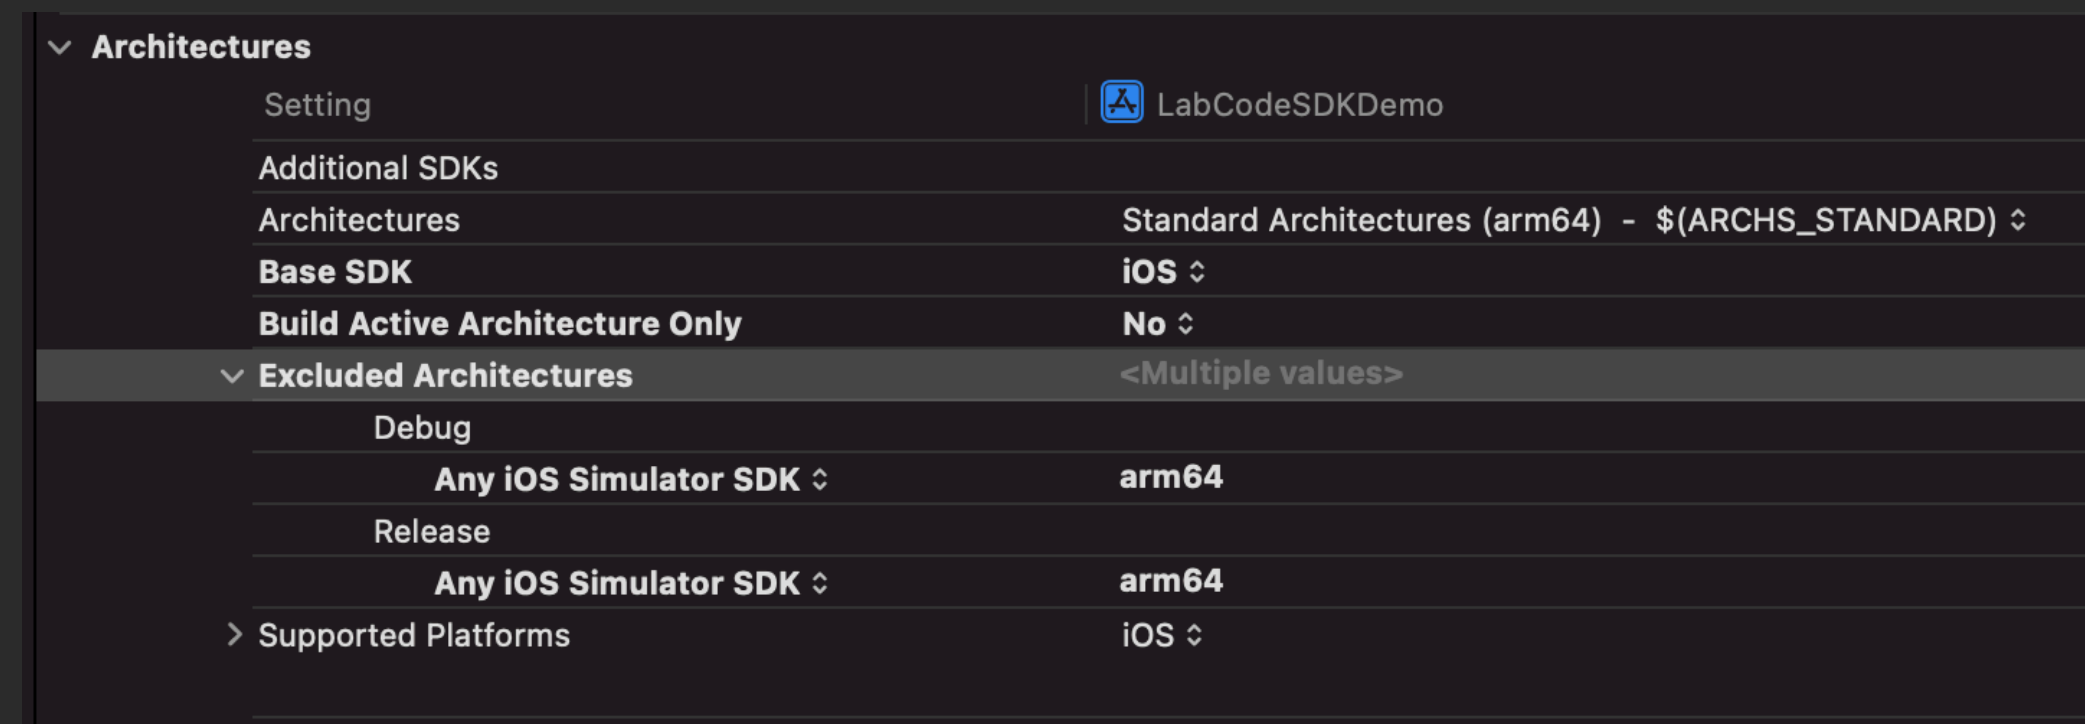 Architectures
Setting LabCodeSDKDemo
Additional SDKs
Architectures Standard Architectures (arm64) - $(ARCHS_STANDARD)
Base SDK iOS
Build Active Architecture Only No
Excluded Architectures <Multiple values>
Debug
Any iOS Simulator SDK arm64
Release
Any iOS Simulator SDK arm64
Supported Platforms iOS